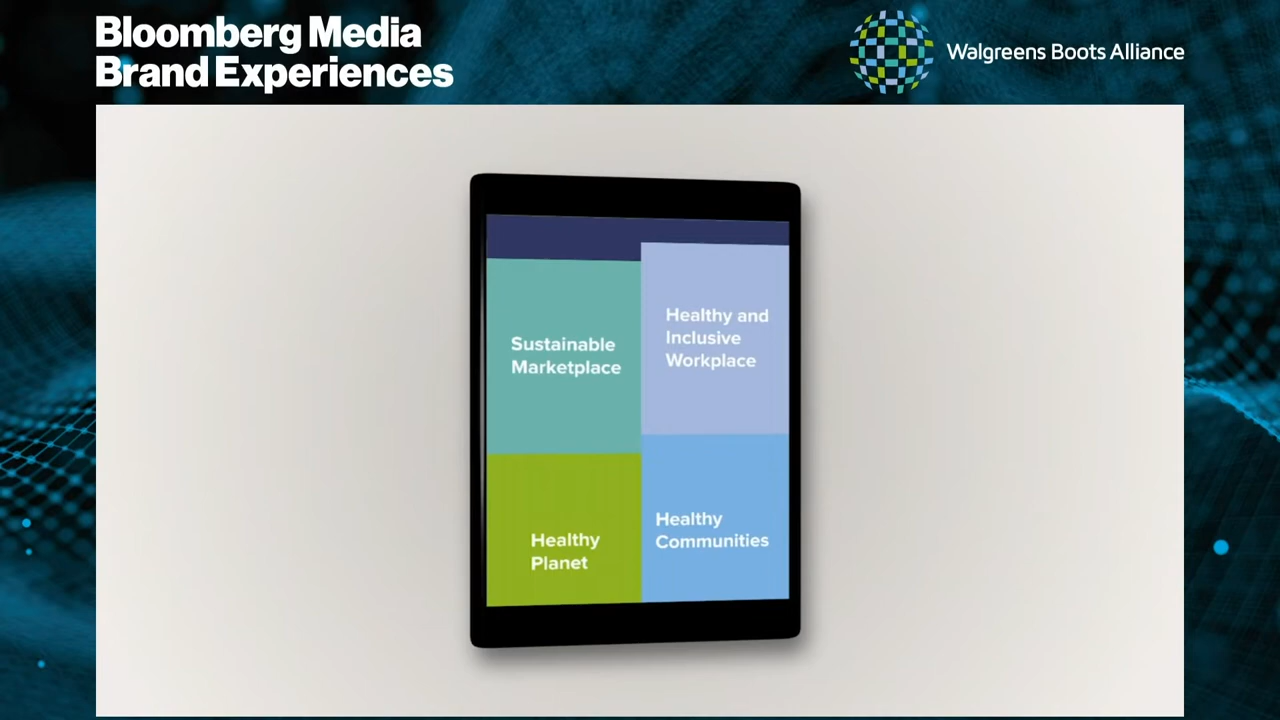 Bloomberg Media
Brand Experiences
Walgreens Boots Alliance
Sustainable
Marketplace
Healthy and
Inclusive
Workplace
Healthy
Planet
Healthy
Communities